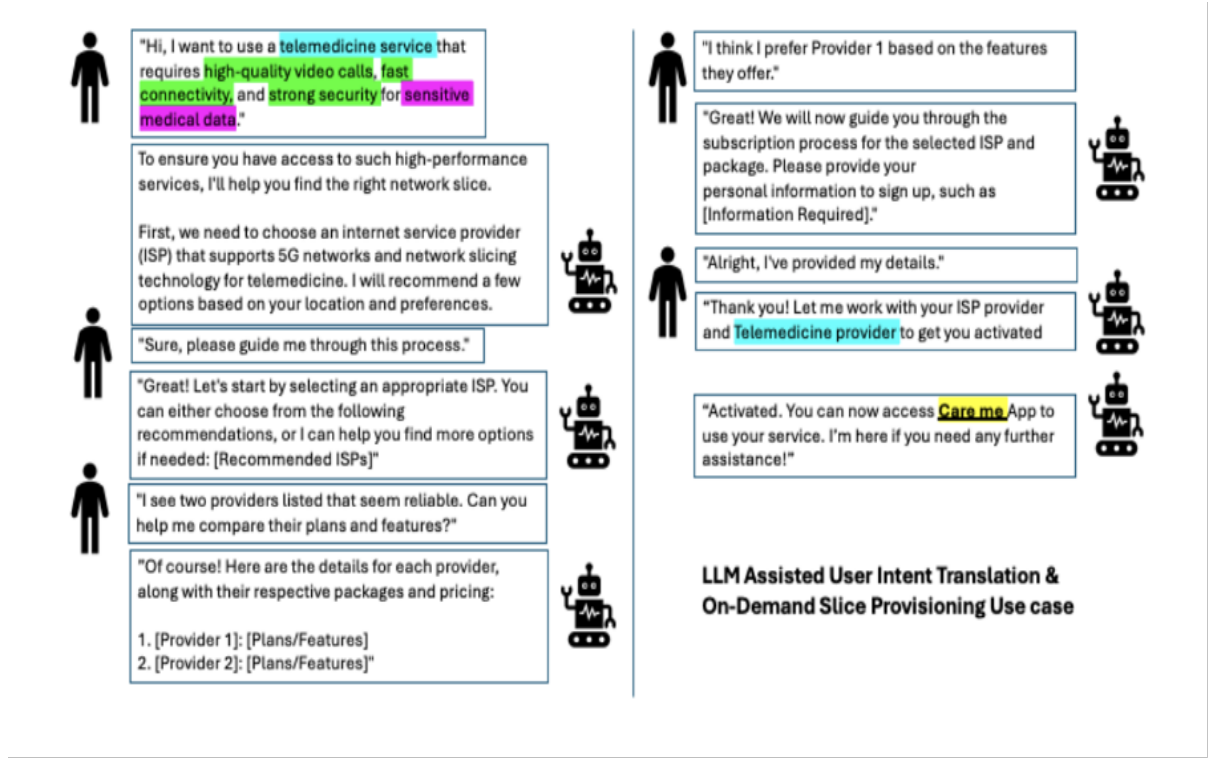 "Hi, I want to use a telemedicine service that
requires high-quality video calls, fast
connectivity, and strong security for sensitive
medical data."
To ensure you have access to such high-performance
services, I'll help you find the right network slice.
First, we need to choose an internet service provider
(ISP) that supports 5G networks and network slicing
technology for telemedicine. I will recommend a few
options based on your location and preferences.
"Sure, please guide me through this process."
"Great! Let's start by selecting an appropriate ISP. You
can either choose from the following
recommendations, or I can help you find more options
if needed: [Recommended ISPs]"
"I see two providers listed that seem reliable. Can you
help me compare their plans and features?"
"Of course! Here are the details for each provider,
along with their respective packages and pricing:
1. [Provider 1]: [Plans/Features]
2. [Provider 2]: [Plans/Features]"
"I think I prefer Provider 1 based on the features
they offer."
"Great! We will now guide you through the
subscription process for the selected ISP and
package. Please provide your
personal information to sign up, such as
[Information Required]."
"Alright, I've provided my details."
"Thank you! Let me work with your ISP provider
and Telemedicine provider to get you activated
"Activated. You can now access Care me App to
use your service. I'm here if you need any further
assistance!"
LLM Assisted User Intent Translation &
On-Demand Slice Provisioning Use case